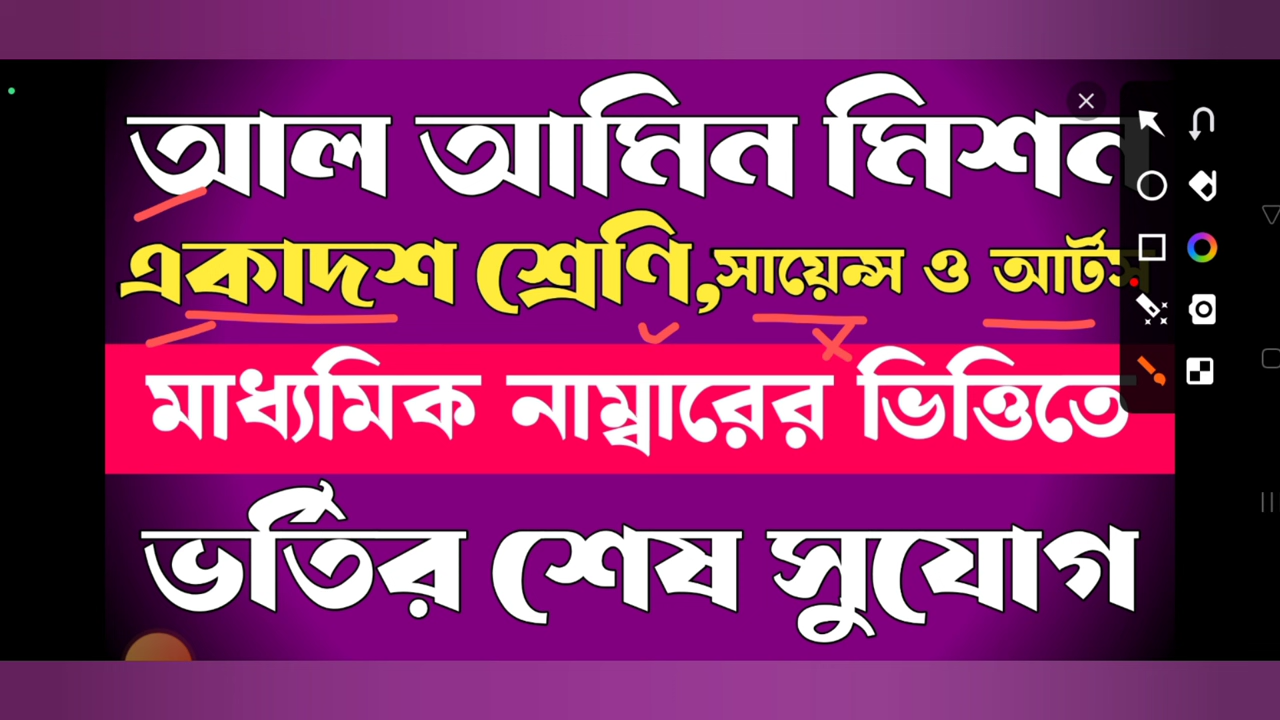 আল আমিন মিশন
একাদশ শ্রেণি,সায়েন্স ও আর্টস
মাধ্যমিক নাম্বারের ভিত্তিতে
ভর্তির শেষ সুযোগ